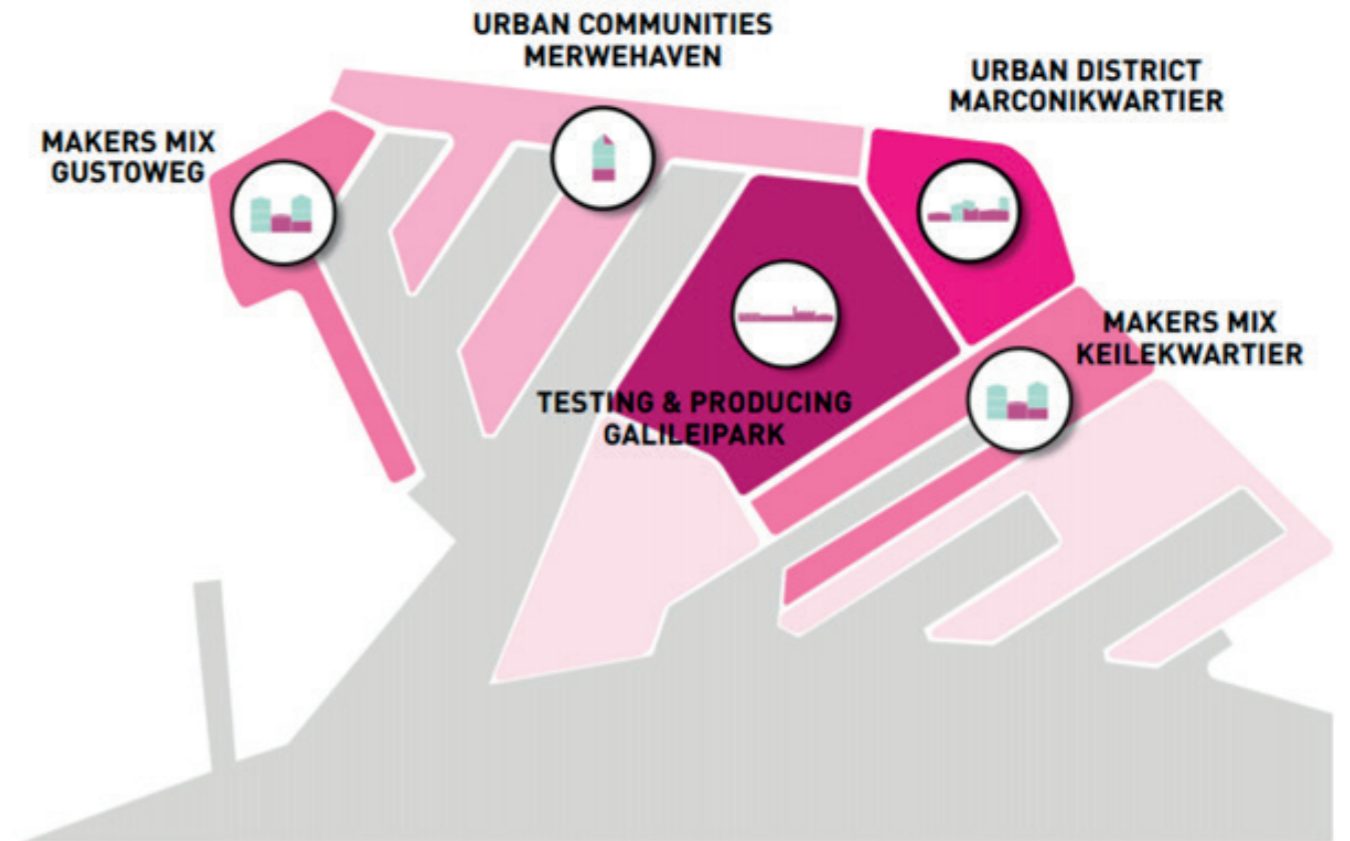 URBAN COMMUNITIES
MERWEHAVEN
URBAN DISTRICT
MARCONIKWARTIER
MAKERS MIX
GUSTOWEG
MAKERS MIX
KEILEKWARTIER
TESTING & PRODUCING
GALILEIPARK